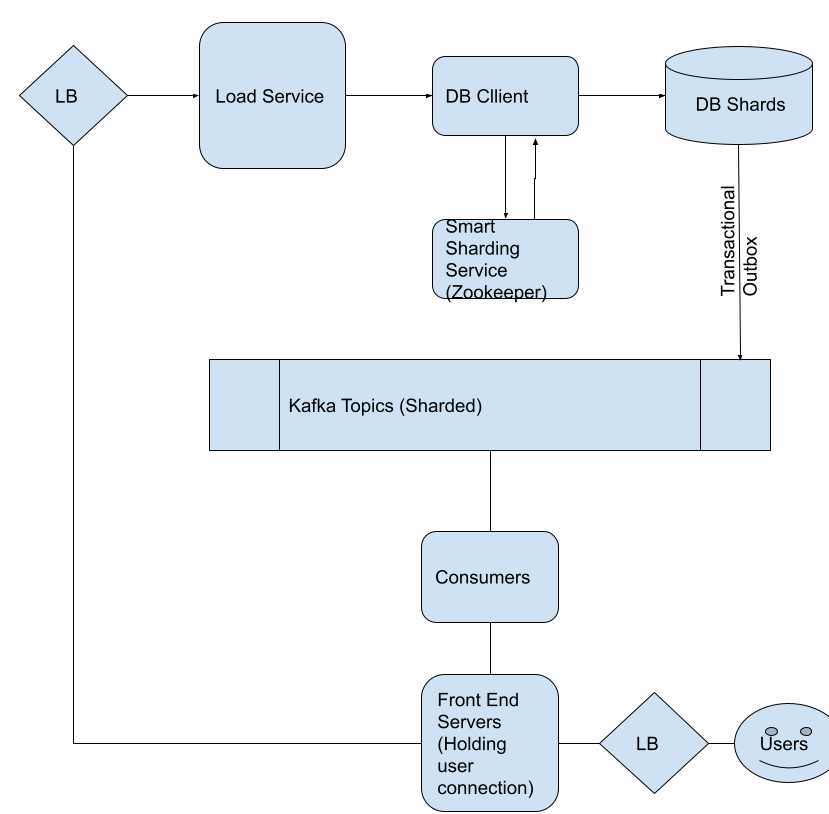 LB
Load Service
DB Cllient
DB Shards
Smart
Sharding
Service
(Zookeeper)
Transactional
Outbox
Kafka Topics (Sharded)
Consumers
Front End
Servers
(Holding
user
connection)
LB
Users